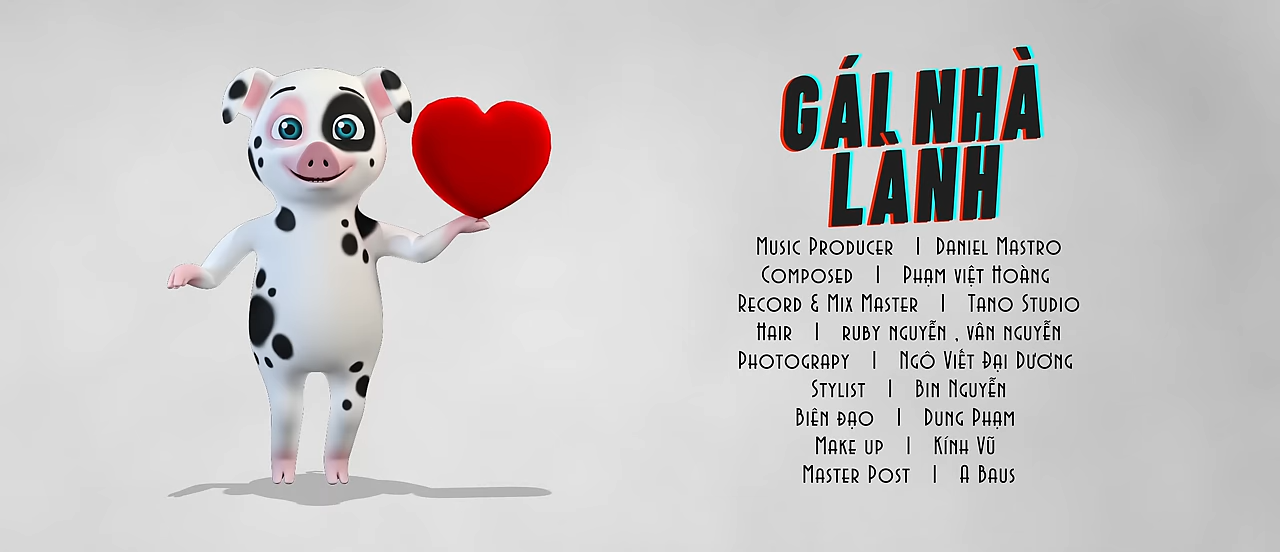 GÁI NHÀ
LÀNH
MUSIC PRODUCER | DANIEL MASTRO
COMPOSED | PHẠM VIỆT HOÀNG
RECORD & MIX MASTER | TANO STUDIO
HAIR | RUBY NGUYỄN , VÂN NGUYỄN
PHOTOGRAPY | NGÔ VIẾT ĐẠI DƯƠNG
STYLIST | BIN NGUYỄN
BIÊN ĐẠO | DUNG PHẠM
MAKE UP | KÍNH VŨ
MASTER POST | A BAUS